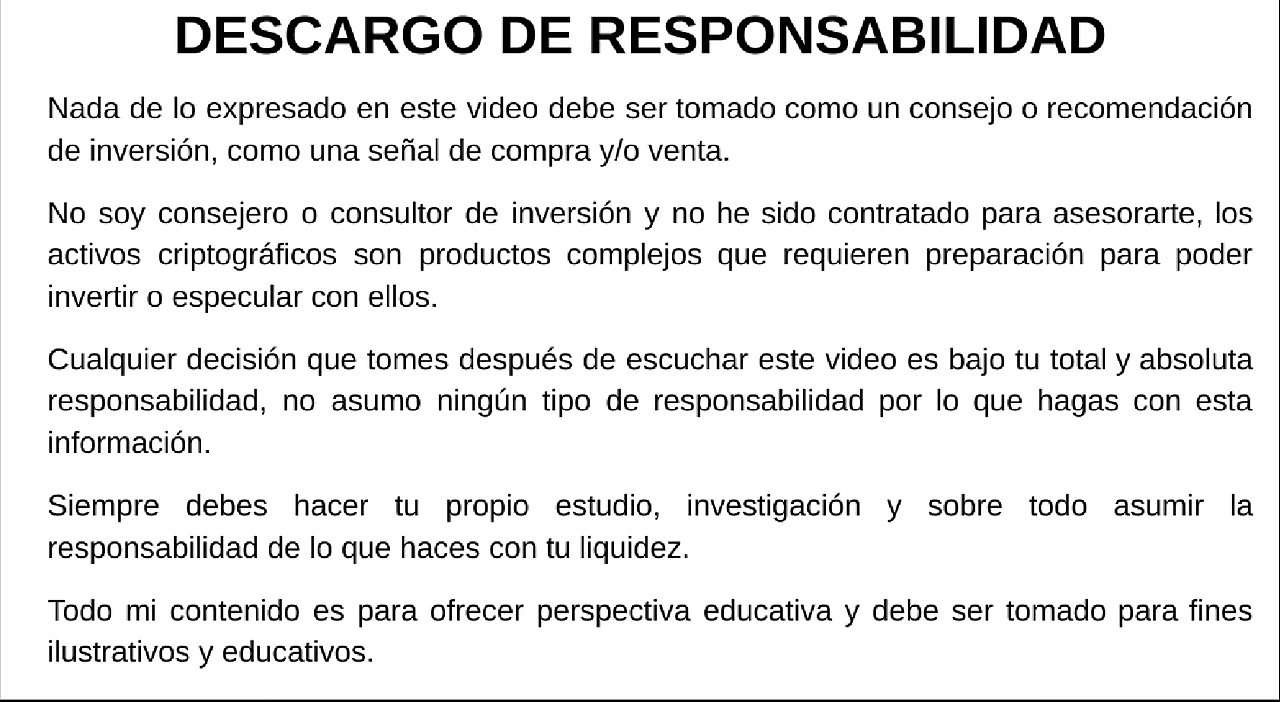 DESCARGO DE RESPONSABILIDAD
Nada de lo expresado en este video debe ser tomado como un consejo o recomendación
de inversión, como una señal de compra y/o venta.
No soy consejero o consultor de inversión y no he sido contratado para asesorarte, los
activos criptográficos son productos complejos que requieren preparación para poder
invertir o especular con ellos.
Cualquier decisión que tomes después de escuchar este video es bajo tu total y absoluta
responsabilidad, no asumo ningún tipo de responsabilidad por lo que hagas con esta
información.
Siempre debes hacer tu propio estudio, investigación y sobre todo asumir la
responsabilidad de lo que haces con tu liquidez.
Todo mi contenido es para ofrecer perspectiva educativa y debe ser tomado para fines
ilustrativos y educativos.